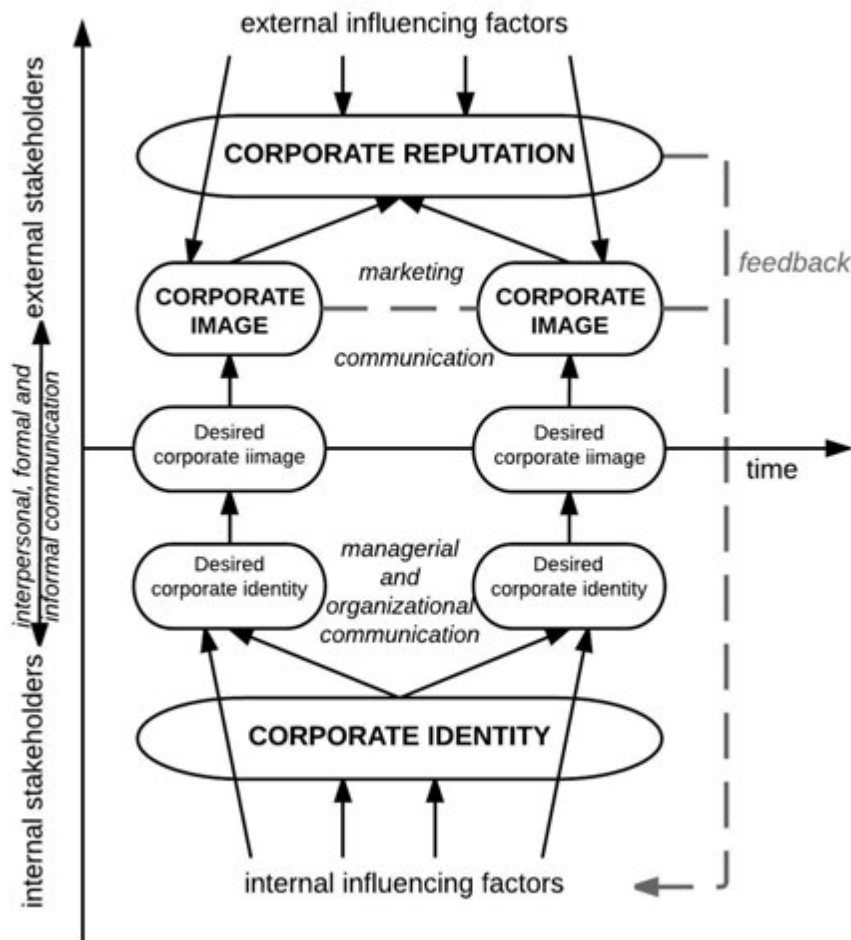 external influencing factors
CORPORATE REPUTATION
external stakeholders
feedback
marketing
CORPORATE
IMAGE
CORPORATE
IMAGE
communication
interpersonal, formal and
informal communication
Desired
corporate iimage
Desired
corporate iimage
time
Desired
corporate identity
managerial
and
organizational
communication
Desired
corporate identity
internal stakeholders
CORPORATE IDENTITY
internal influencing factors